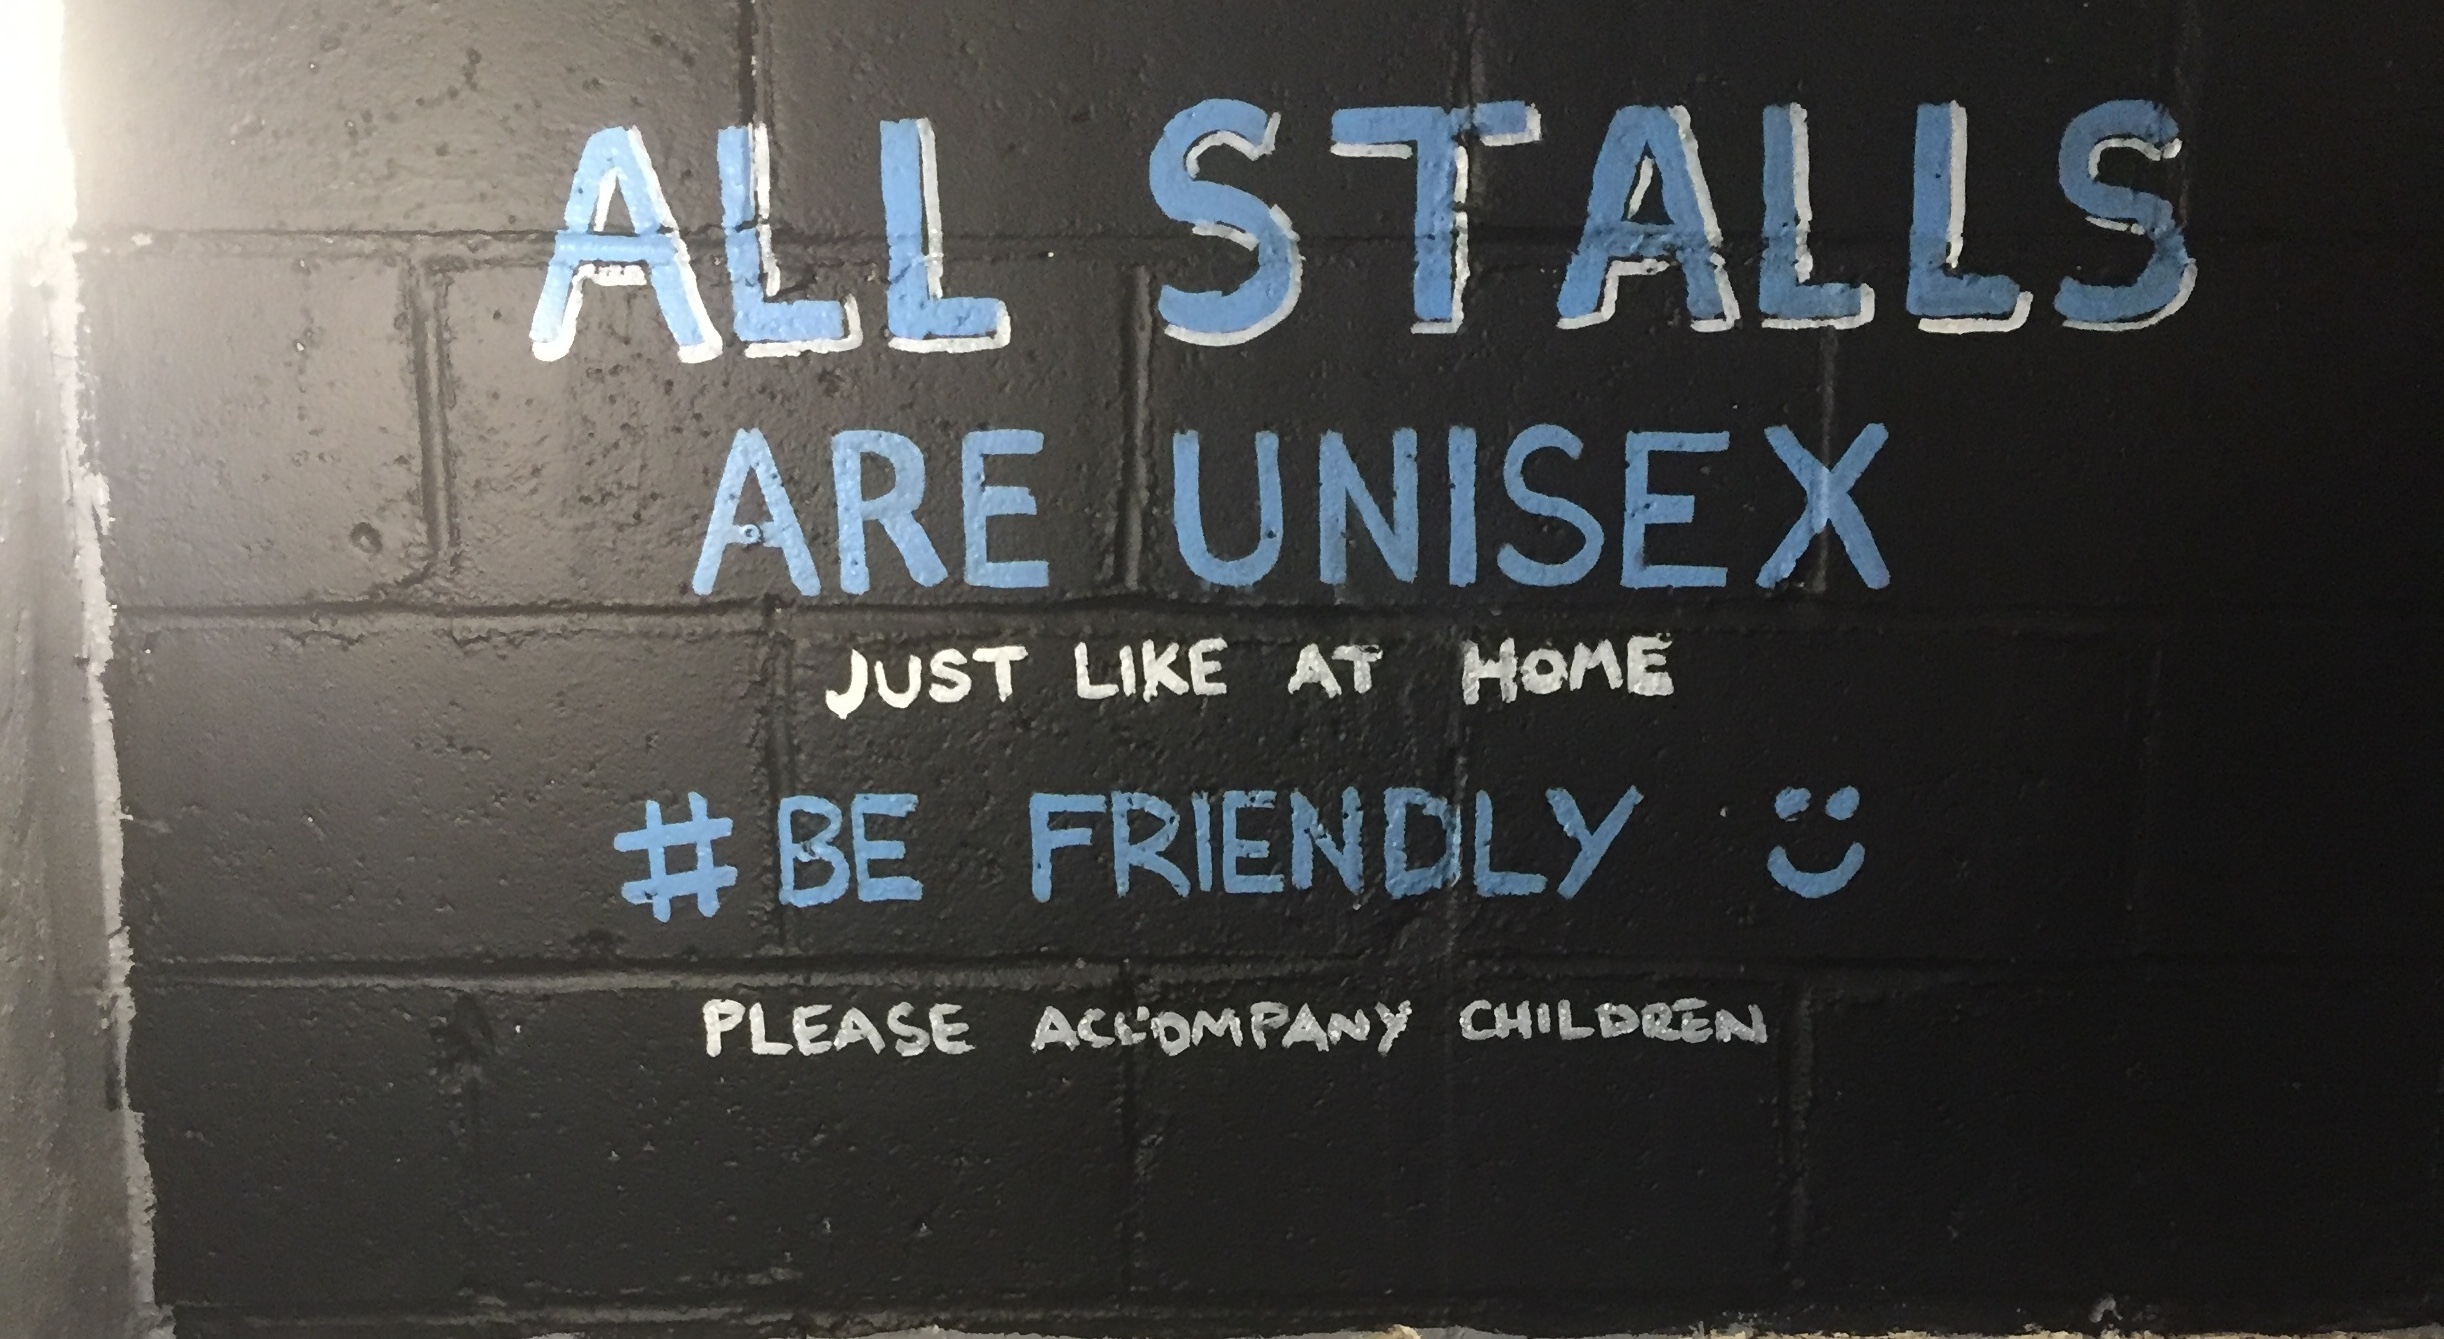 ALL STALLS
ARE UNISEX
JUST LIKE AT HOME
#BE FRIENDLY :)
PLEASE ACCOMPANY CHILDREN